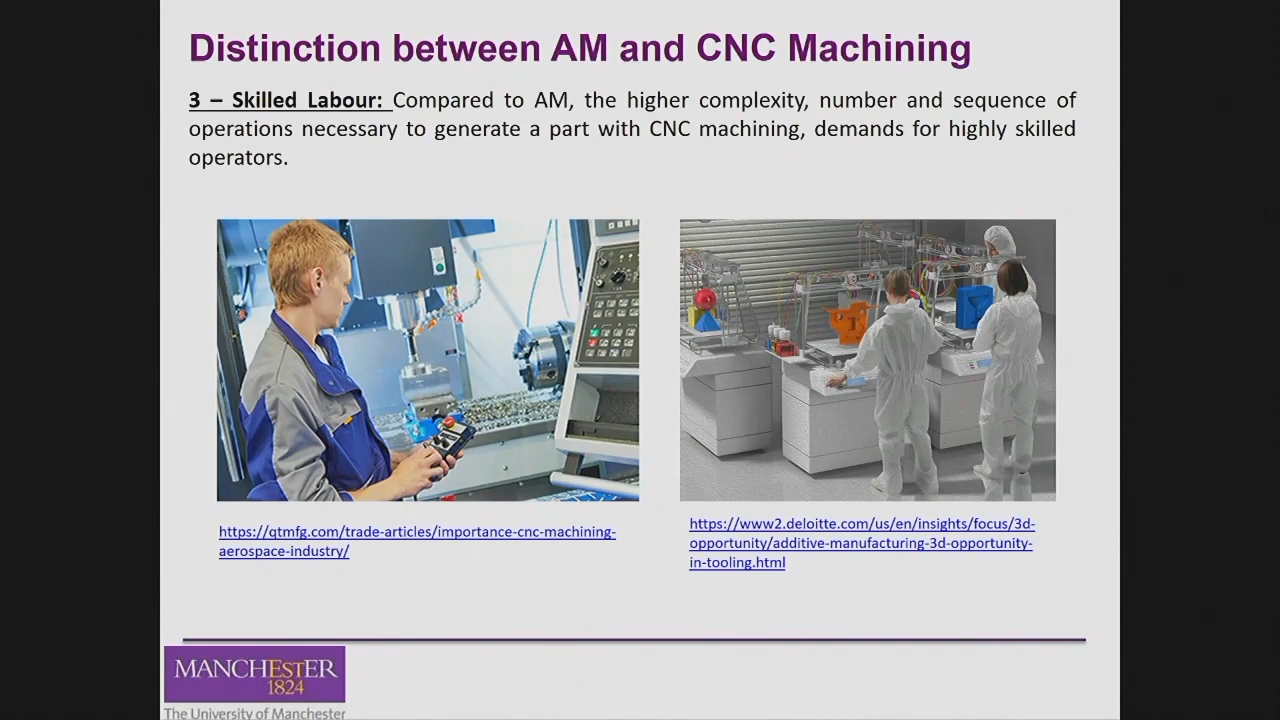 Distinction between AM and CNC Machining
3 – Skilled Labour: Compared to AM, the higher complexity, number and sequence of
operations necessary to generate a part with CNC machining, demands for highly skilled
operators.
https://qtmfg.com/trade-articles/importance-cnc-machining-
aerospace-industry/
https://www2.deloitte.com/us/en/insights/focus/3d-
opportunity/additive-manufacturing-3d-opportunity-
in-tooling.html
MANCHESTER
1824
The University of Manchester